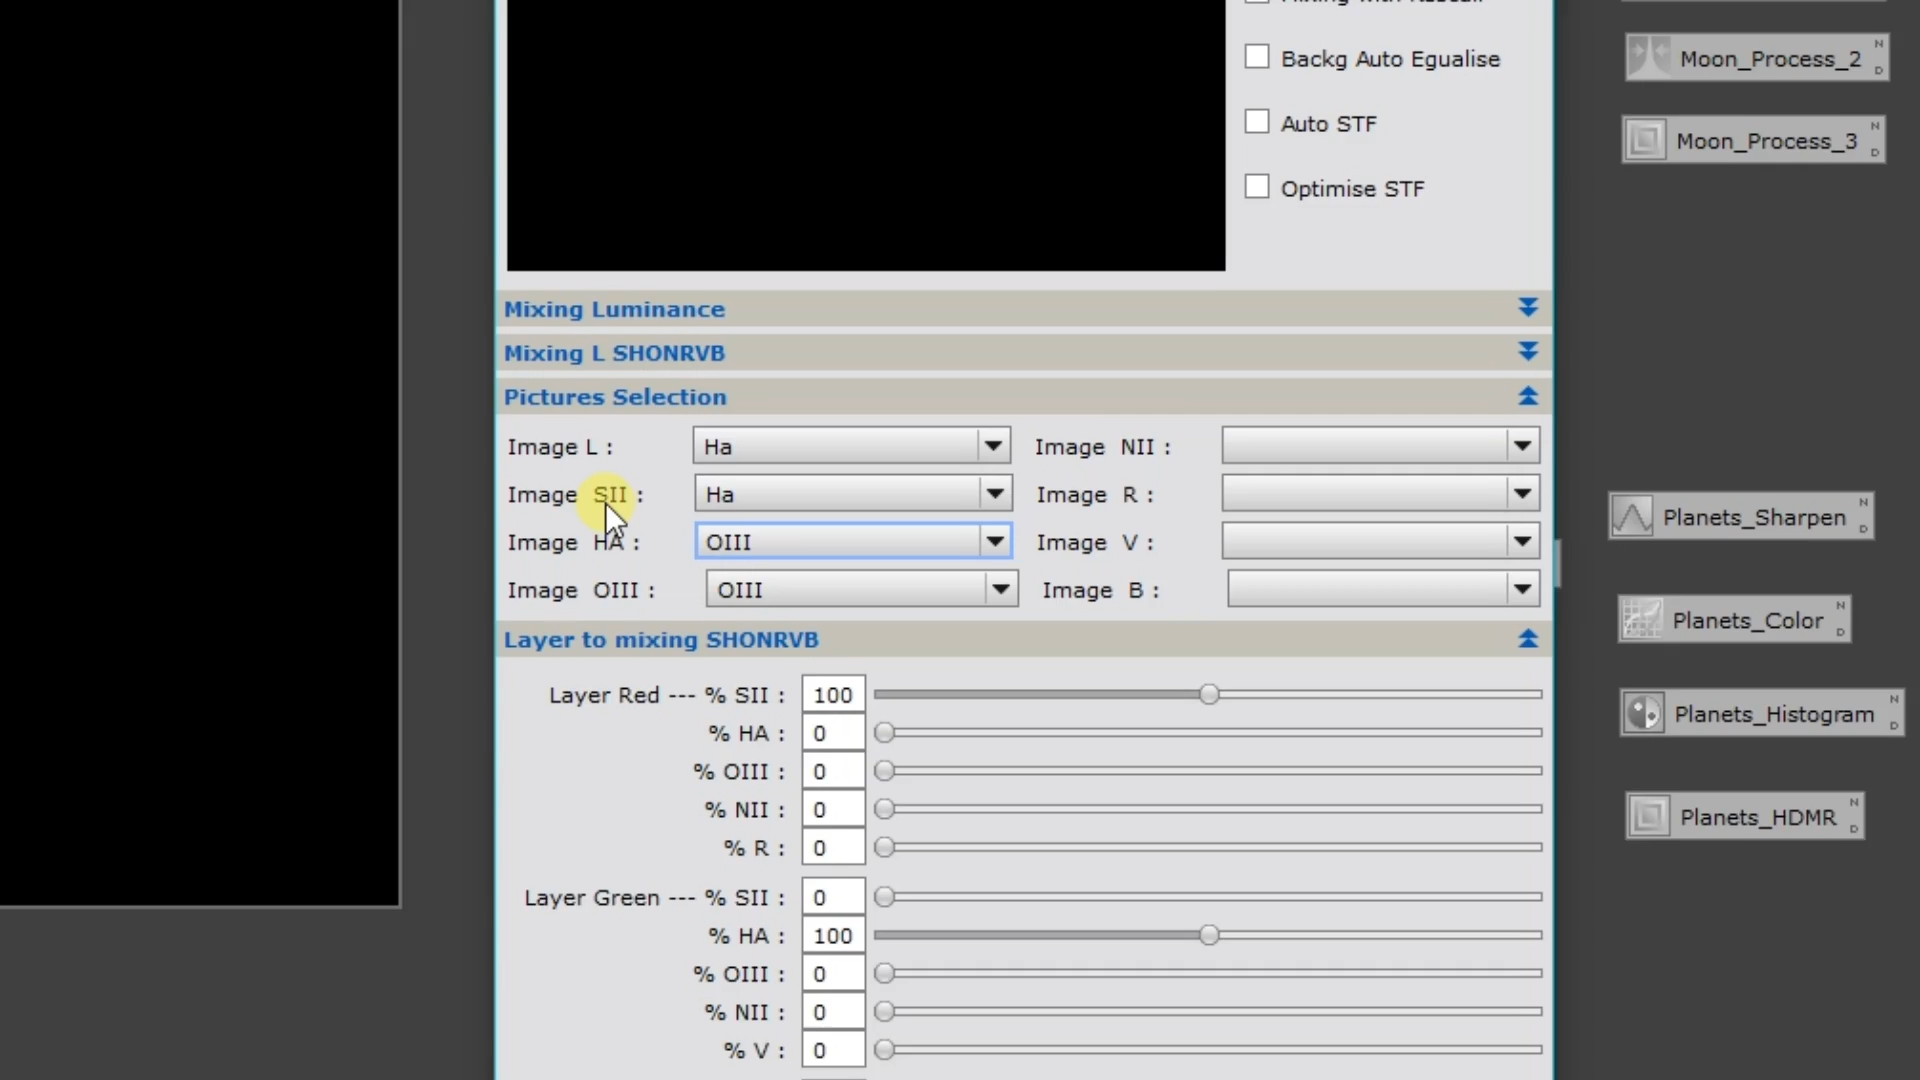 Backg Auto Egualise
Auto STF
Optimise STF
Mixing Luminance
Mixing L SHONRVB
Pictures Selection
Image L : Ha Image NII :
Image SII : Ha Image R :
Image HA : OIII Image V :
Image OIII : OIII Image B :
Layer to mixing SHONRVB
Layer Red --- % SII : 100
% HA : 0
% OIII : 0
% NII : 0
% R : 0
Layer Green --- % SII : 0
% HA : 100
% OIII : 0
% NII : 0
% V : 0
Moon_Process_2 N D
Moon_Process_3 N D
Planets_Sharpen N D
Planets_Color N D
Planets_Histogram N D
Planets_HDMR N D